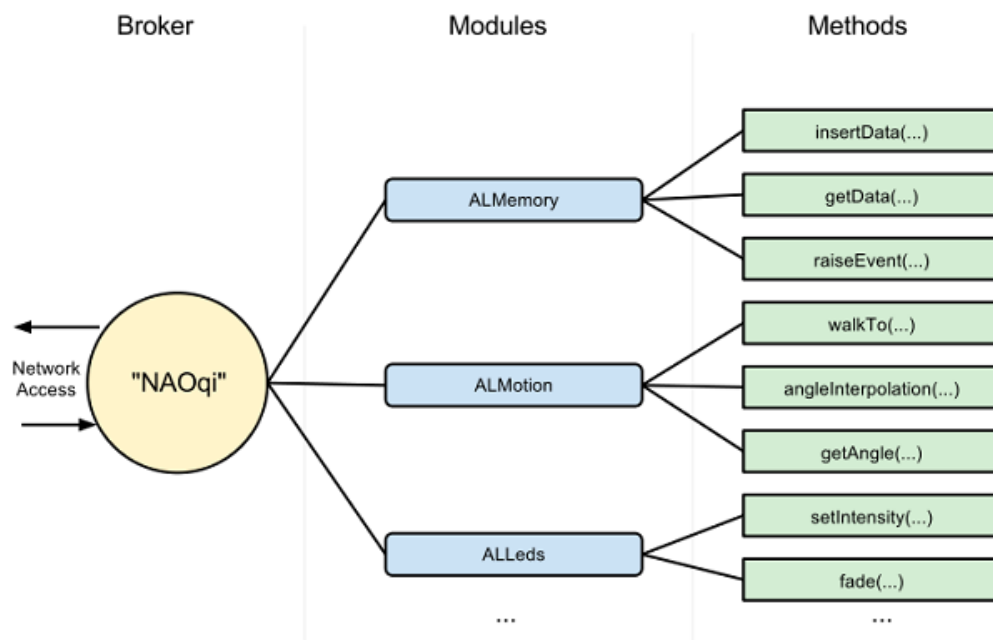 Broker
Modules
Methods
insertData(...)
ALMemory
getData(...)
raiseEvent(...)
walkTo(...)
Network
Access
"NAOqi"
ALMotion
angleInterpolation(...)
getAngle(...)
setIntensity(...)
ALLeds
fade(...)
...
...